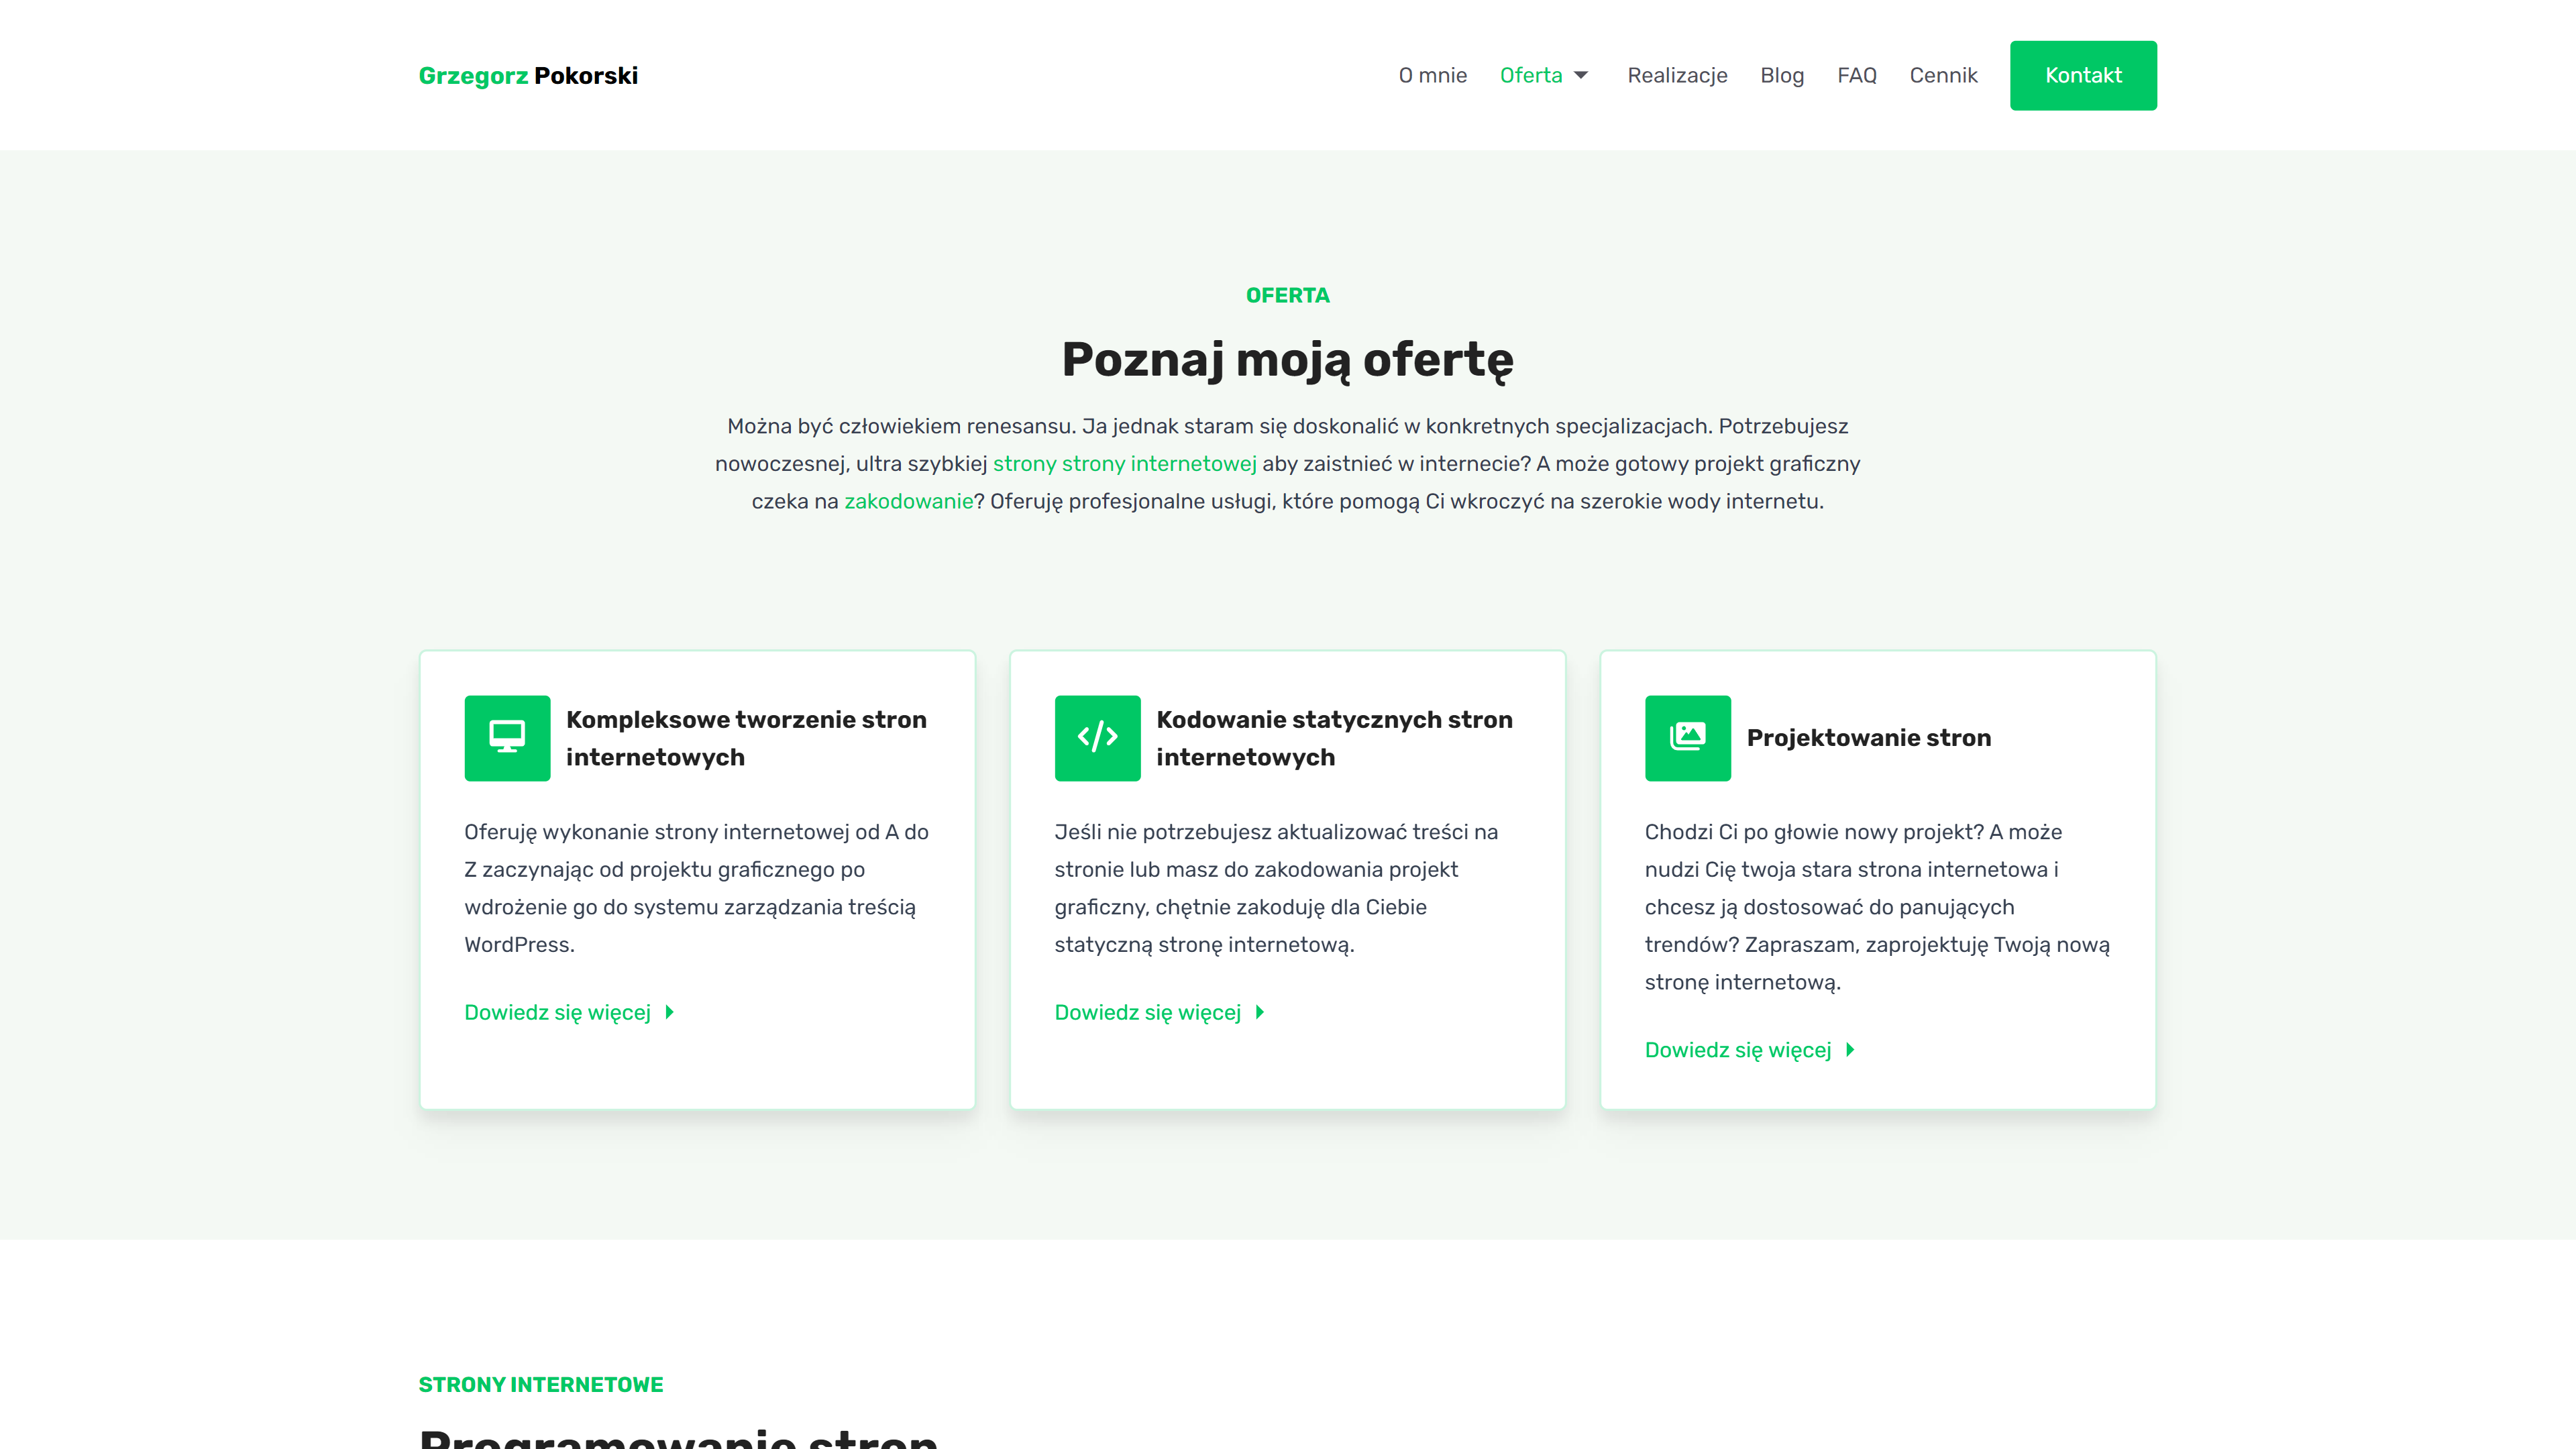 Grzegorz Pokorski
O mnie
Oferta
Realizacje
Blog
FAQ
Cennik
Kontakt
OFERTA
Poznaj moją ofertę
Można być człowiekiem renesansu. Ja jednak staram się doskonalić w konkretnych specjalizacjach. Potrzebujesz
nowoczesnej, ultra szybkiej strony strony internetowej aby zaistnieć w internecie? A może gotowy projekt graficzny
czeka na zakodowanie? Oferuję profesjonalne usługi, które pomogą Ci wkroczyć na szerokie wody internetu.
Kompleksowe tworzenie stron
internetowych
Oferuję wykonanie strony internetowej od A do
Z zaczynając od projektu graficznego po
wdrożenie go do systemu zarządzania treścią
WordPress.
Dowiedz się więcej
Kodowanie statycznych stron
internetowych
Jeśli nie potrzebujesz aktualizować treści na
stronie lub masz do zakodowania projekt
graficzny, chętnie zakoduję dla Ciebie
statyczną stronę internetową.
Dowiedz się więcej
Projektowanie stron
Chodzi Ci po głowie nowy projekt? A może
nudzi Cię twoja stara strona internetowa i
chcesz ją dostosować do panujących
trendów? Zapraszam, zaprojektuję Twoją nową
stronę internetową.
Dowiedz się więcej
STRONY INTERNETOWE
Programowanie stron